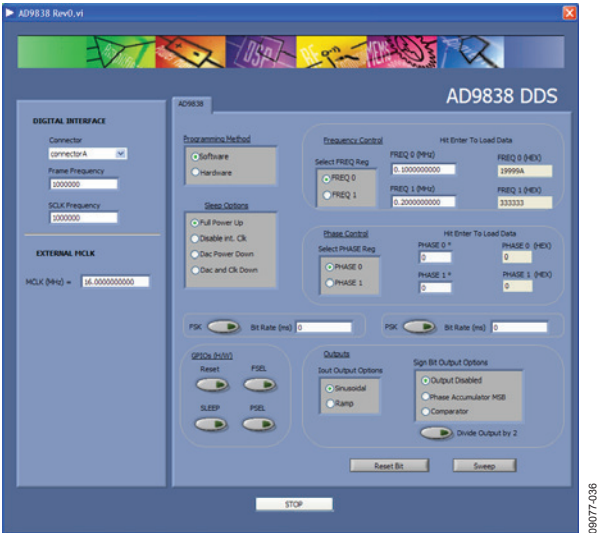 AD9838 Rev0.vi
DSP
RF
MEMS
AD9838
AD9838 DDS
DIGITAL INTERFACE
Connector
connectorA
Frame Frequency
1000000
SCLK Frequency
1000000
EXTERNAL MCLK
MCLK (MHz) = 16.0000000000
Programming Method
Software
Hardware
Sleep Options
Full Power Up
Disable int. Clk
Dac Power Down
Dac and Clk Down
Frequency Control
Hit Enter To Load Data
Select FREQ Reg
FREQ 0
FREQ 1
FREQ 0 (MHz)
0.1000000000
FREQ 0 (HEX)
19999A
FREQ 1 (MHz)
0.2000000000
FREQ 1 (HEX)
333333
Phase Control
Hit Enter To Load Data
Select PHASE Reg
PHASE 0
PHASE 1
PHASE 0 °
0
PHASE 0 (HEX)
0
PHASE 1 °
0
PHASE 1 (HEX)
0
FSK
Bit Rate (ms) 0
PSK
Bit Rate (ms) 0
GPIOs (H/W)
Reset
FSEL
SLEEP
PSEL
Outputs
Iout Output Options
Sinusoidal
Ramp
Sign Bit Output Options
Output Disabled
Phase Accumulator MSB
Comparator
Divide Output by 2
Reset Bit
Sweep
STOP
09077-036